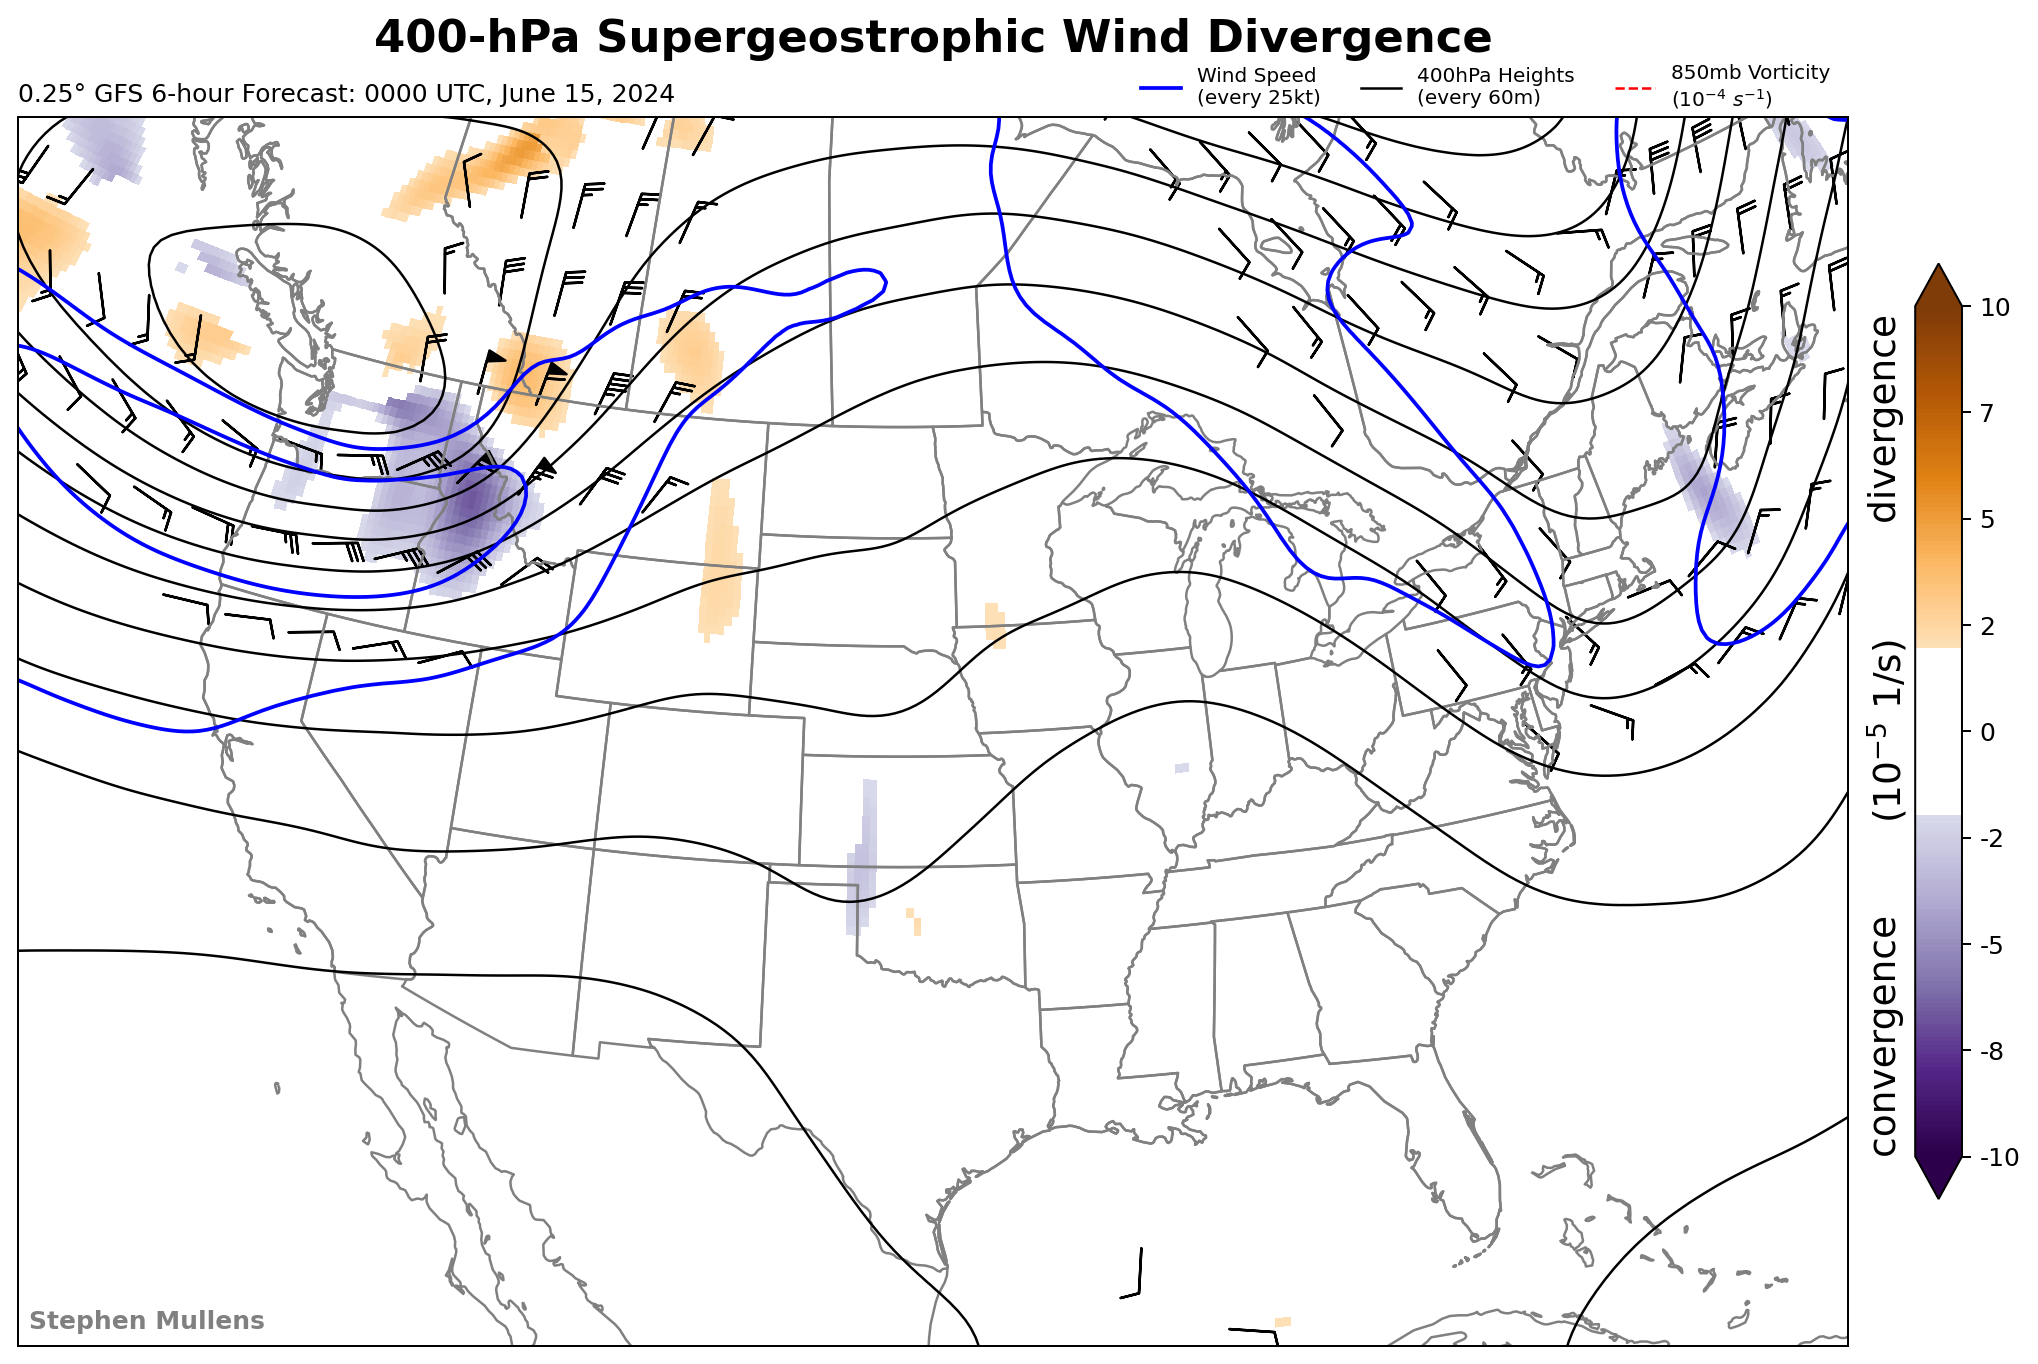 400-hPa Supergeostrophic Wind Divergence
0.25° GFS 6-hour Forecast: 0000 UTC, June 15, 2024
Wind Speed
(every 25kt)
400hPa Heights
(every 60m)
850mb Vorticity
(10⁻⁴ s⁻¹)
10
7
5
2
0
-2
-5
-8
-10
convergence (10⁻⁵ 1/s) divergence
Stephen Mullens